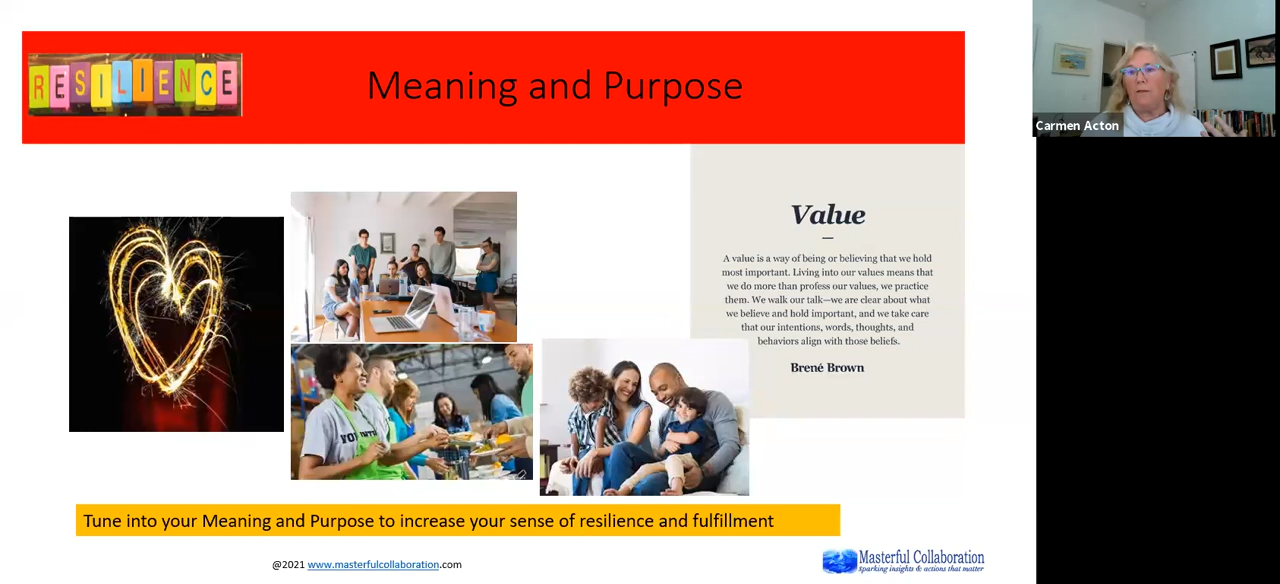 RESILIENCE
Meaning and Purpose
Carmen Acton
Value
A value is a way of being or believing that we hold
most important. Living into our values means that
we do more than profess our values, we practice
them. We walk our talk—we are clear about what
we believe and hold important, and we take care
that our intentions, words, thoughts, and
behaviors align with those beliefs.
Brené Brown
Tune into your Meaning and Purpose to increase your sense of resilience and fulfillment
@2021 www.masterfulcollaboration.com
Masterful Collaboration
Sparking insights & actions that matter